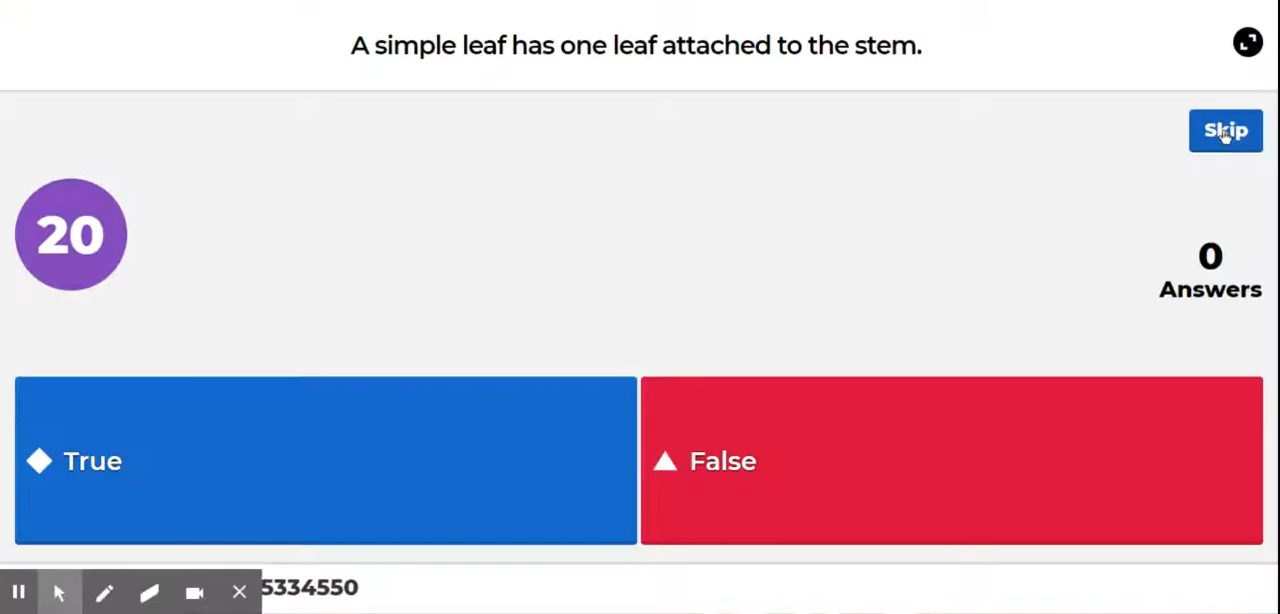 A simple leaf has one leaf attached to the stem.
Skip
20
0
Answers
True
False
5334550